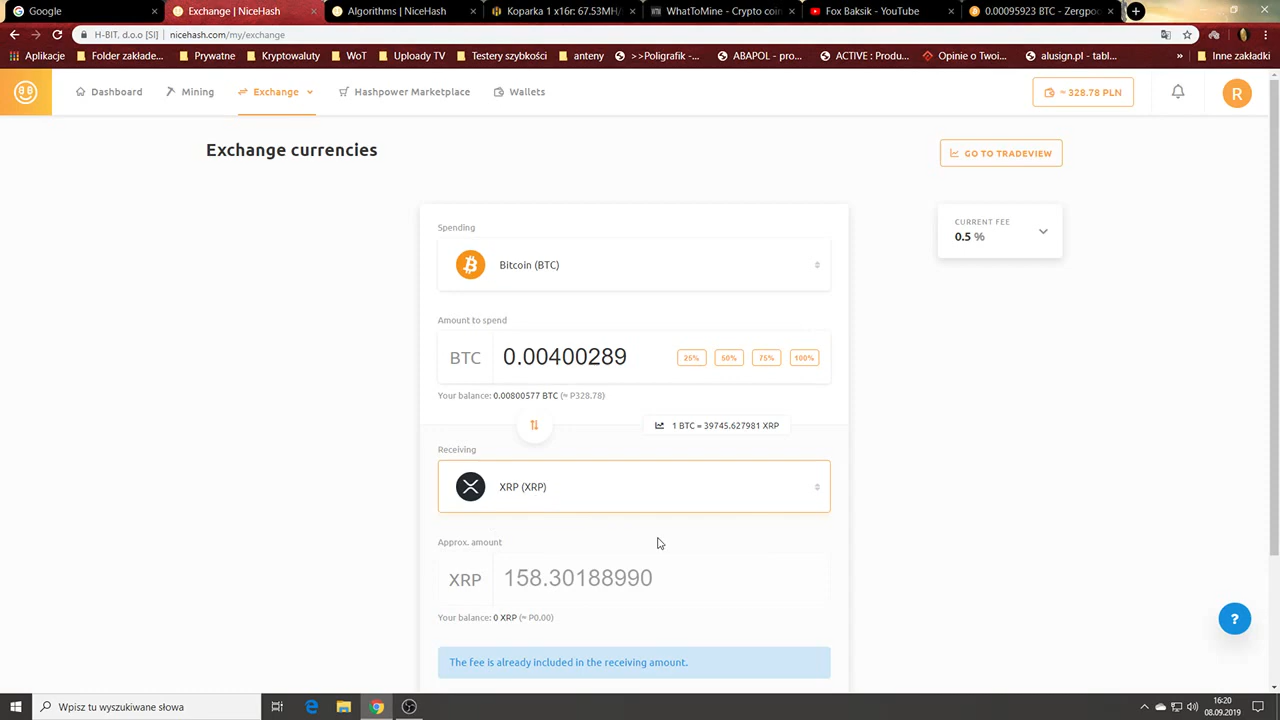 Google
Exchange | NiceHash
Algorithms | NiceHash
Koparka 1 x16r: 67.53MH/
WhatToMine - Crypto coin
Fox Baksik - YouTube
0.00095923 BTC - Zergpoo
H-BIT, d.o.o [SI] nicehash.com/my/exchange
Aplikacje
Folder zakłade...
Prywatne
Kryptowaluty
WoT
Uploady TV
Testery szybkości
anteny
>>Poligrafik -...
ABAPOL - pro...
ACTIVE : Produ...
Opinie o Twoi...
alusign.pl - tabl...
»
Inne zakładki
Dashboard
Mining
Exchange
Hashpower Marketplace
Wallets
≈ 328.78 PLN
R
Exchange currencies
GO TO TRADEVIEW
CURRENT FEE
0.5 %
Spending
Bitcoin (BTC)
Amount to spend
BTC 0.00400289 25% 50% 75% 100%
Your balance: 0.00800577 BTC (≈ P328.78)
1 BTC = 39745.627981 XRP
Receiving
XRP (XRP)
Approx. amount
XRP 158.30188990
Your balance: 0 XRP (≈ P0.00)
The fee is already included in the receiving amount.
?
Wpisz tu wyszukiwane słowa
16:20
08.09.2019